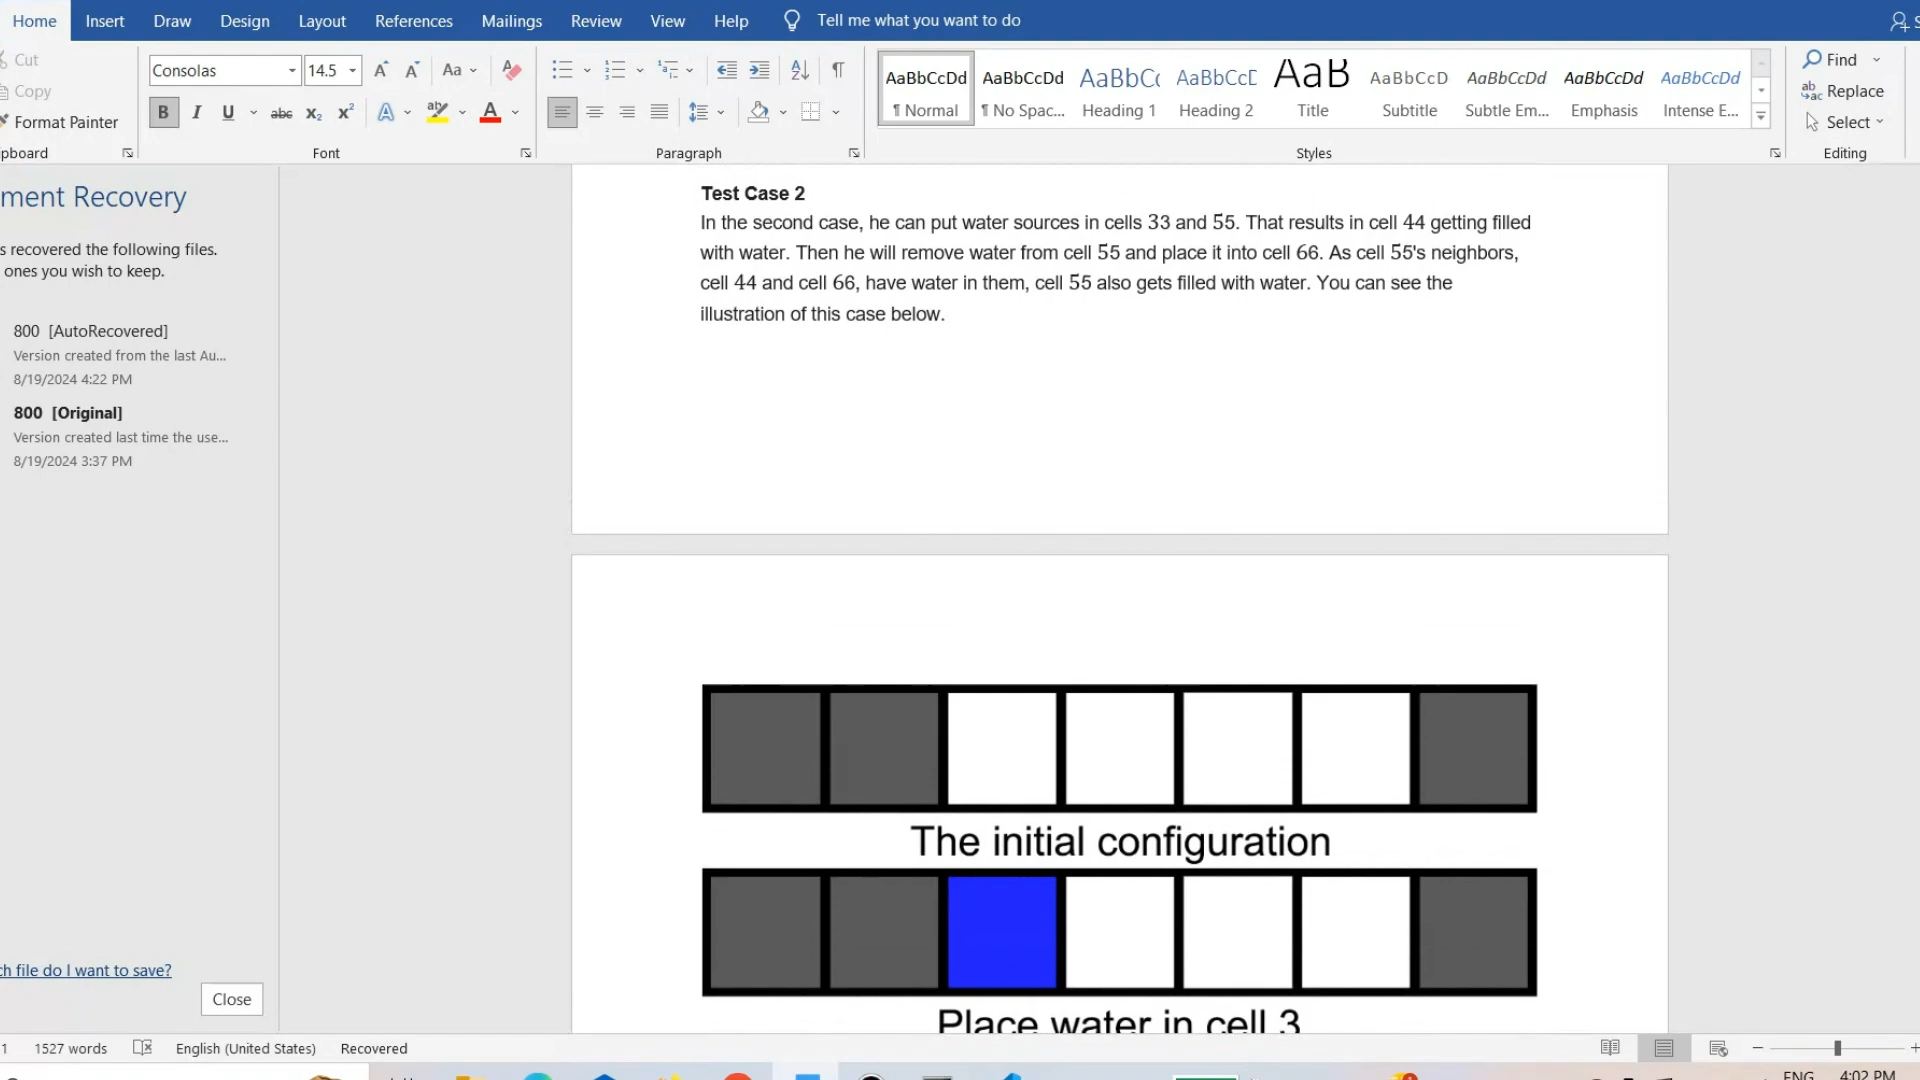 Home Insert Draw Design Layout References Mailings Review View Help Tell me what you want to do
Cut
Copy
Format Painter
Consolas 14.5 Aa
B I U abc x₂ x² A A
AaBbCcDd AaBbCcDd AaBbCc AaBbCcD AaB AaBbCcD AaBbCcDd AaBbCcDd AaBbCcDd
¶ Normal ¶ No Spac... Heading 1 Heading 2 Title Subtitle Subtle Em... Emphasis Intense E...
Find
Replace
Select
pboard Font Paragraph Styles Editing
ment Recovery
s recovered the following files.
ones you wish to keep.
800 [AutoRecovered]
Version created from the last Au...
8/19/2024 4:22 PM
800 [Original]
Version created last time the use...
8/19/2024 3:37 PM
ch file do I want to save?
Close
Test Case 2
In the second case, he can put water sources in cells 33 and 55. That results in cell 44 getting filled
with water. Then he will remove water from cell 55 and place it into cell 66. As cell 55's neighbors,
cell 44 and cell 66, have water in them, cell 55 also gets filled with water. You can see the
illustration of this case below.
The initial configuration
Place water in cell 3
1 1527 words English (United States) Recovered
ENG 4:02 PM